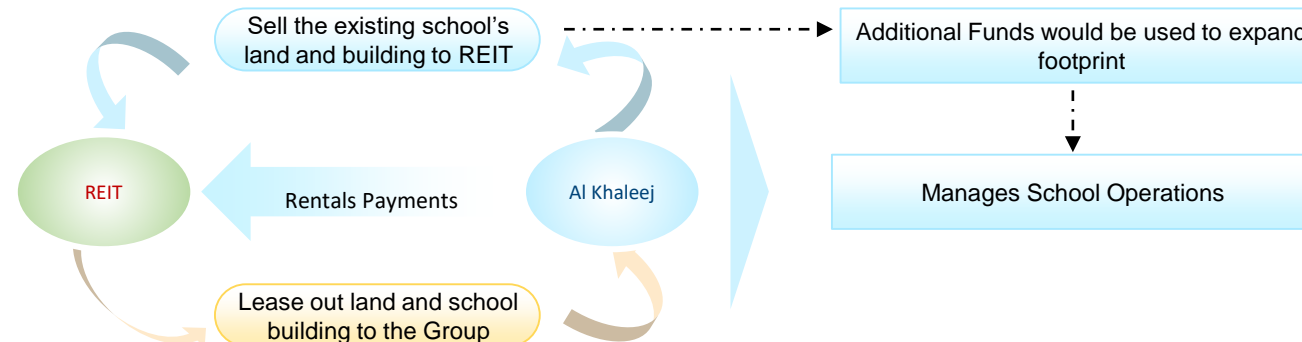 Sell the existing school's
land and building to REIT
Additional Funds would be used to expand
footprint
REIT
Rentals Payments
Al Khaleej
Manages School Operations
Lease out land and school
building to the Group